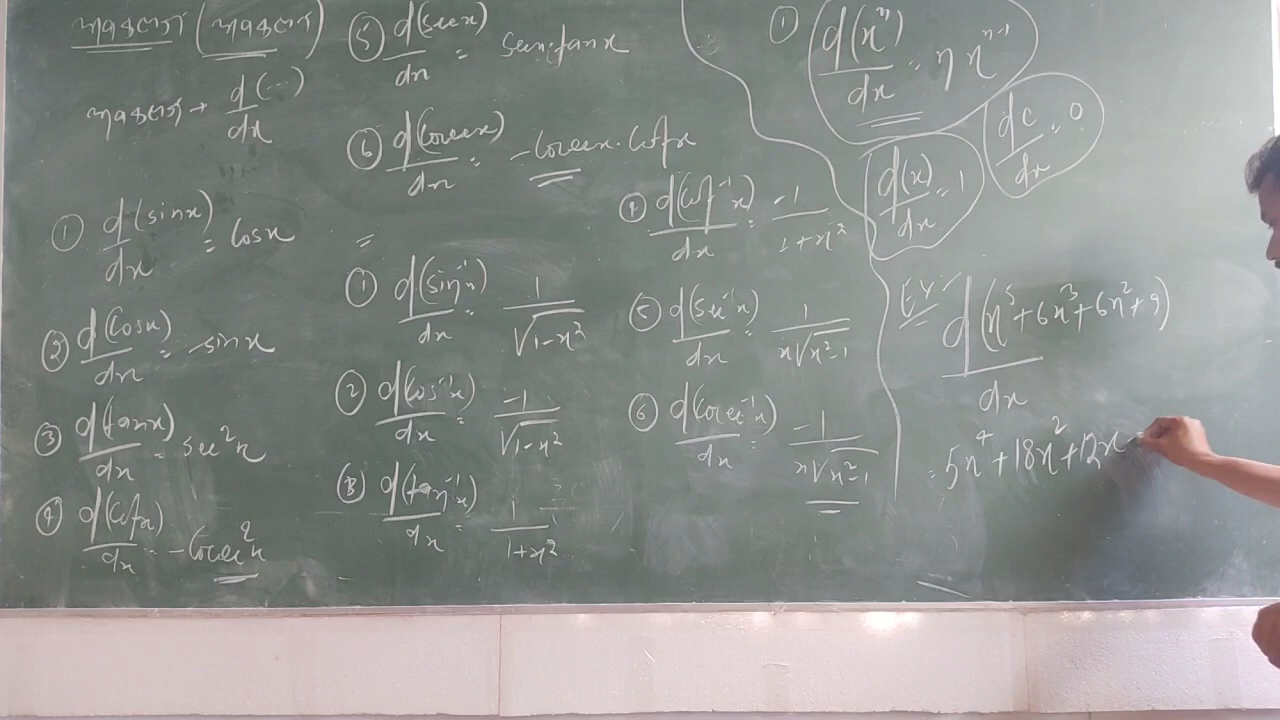 d(...)/dx
① d(sinx)/dx = Cosx
② d(Cosx)/dx = -sinx
③ d(tanx)/dx = sec²x
④ d(Cotx)/dx = -Cosec²x
⑤ d(secx)/dx = secx.tanx
⑥ d(Cosecx)/dx = -Cosecx.Cotx
=
① d(Sin⁻¹x)/dx = 1/√1-x²
② d(Cos⁻¹x)/dx = -1/√1-x²
③ d(tan⁻¹x)/dx = 1/1+x²
④ d(Cot⁻¹x)/dx = -1/1+x²
⑤ d(Sec⁻¹x)/dx = 1/x√x²-1
⑥ d(Cosec⁻¹x)/dx = -1/x√x²-1
① d(xⁿ)/dx = n xⁿ⁻¹
dc/dx = 0
d(x)/dx = 1
Ex d(x⁵+6x³+6x²+9)/dx
= 5x⁴+18x²+12x